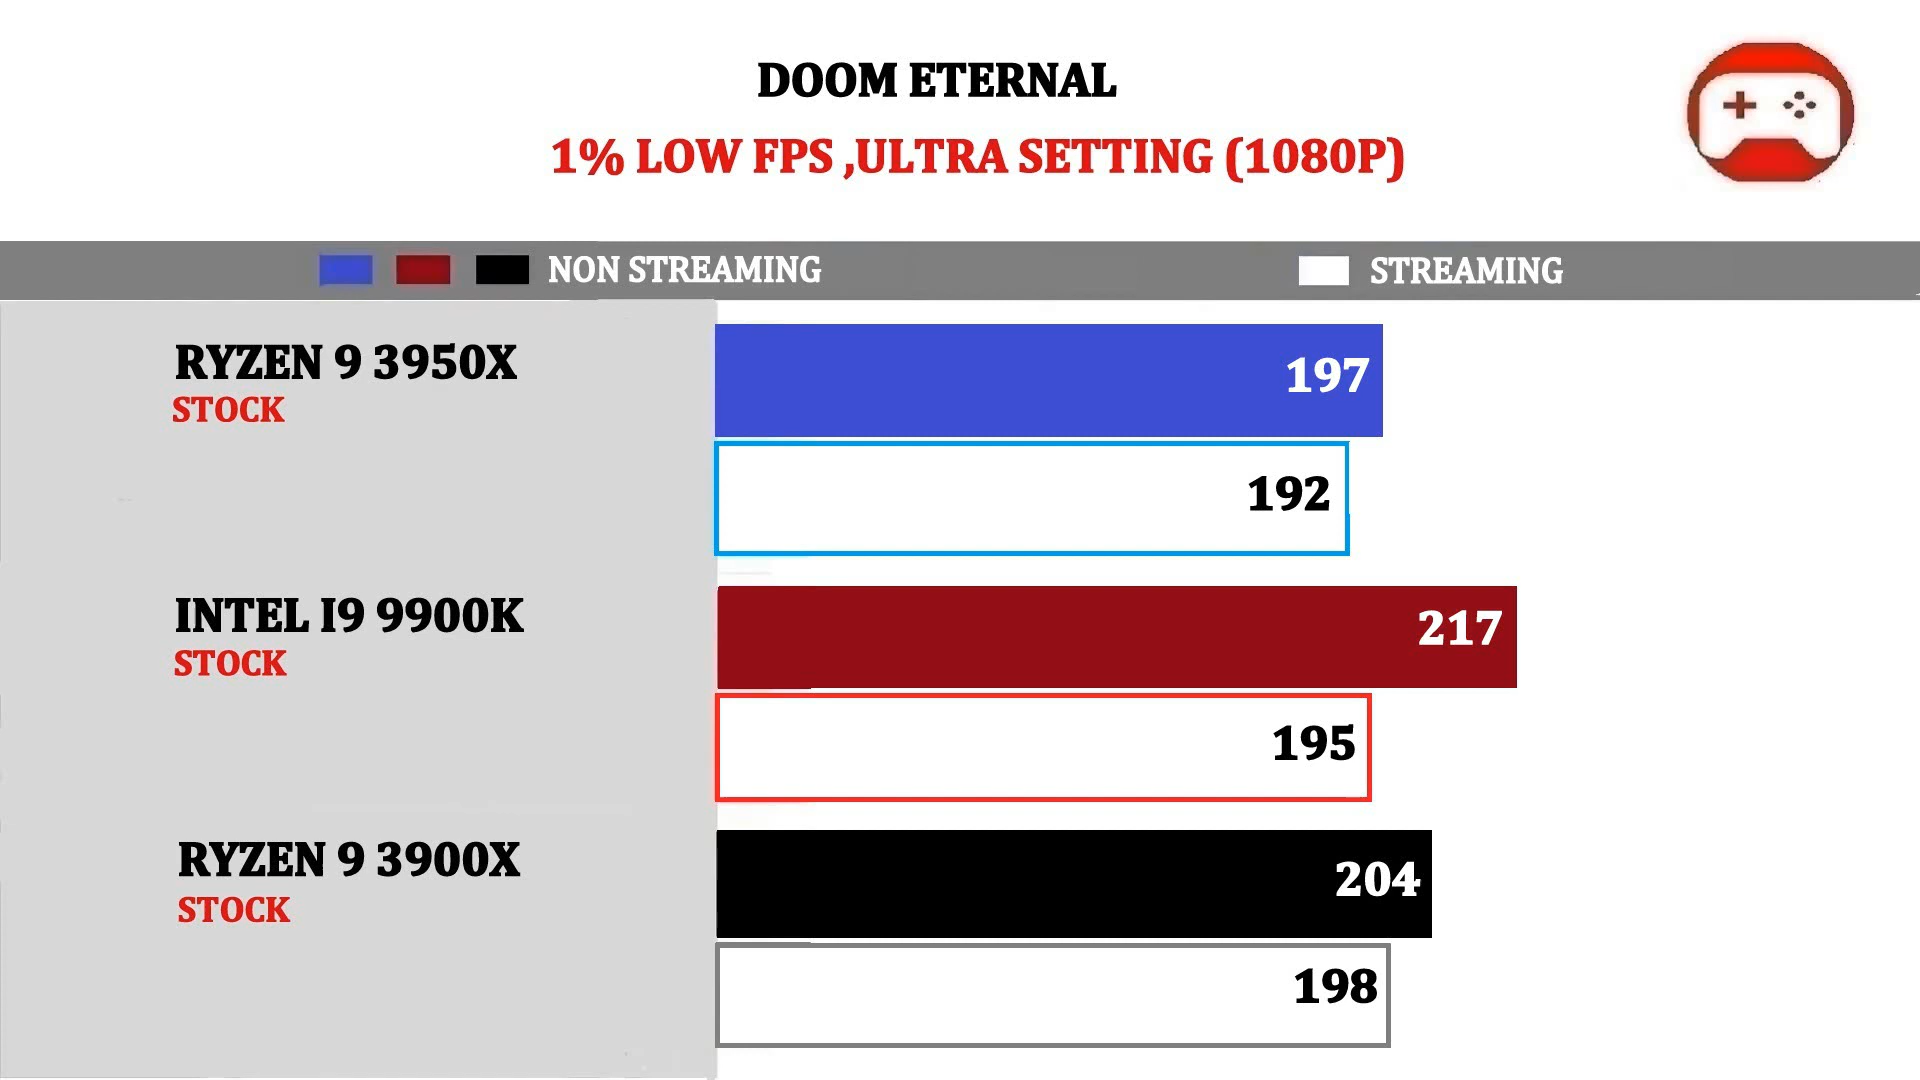 DOOM ETERNAL
1% LOW FPS ,ULTRA SETTING (1080P)
NON STREAMING STREAMING
RYZEN 9 3950X
STOCK
197
192
INTEL I9 9900K
STOCK
217
195
RYZEN 9 3900X
STOCK
204
198